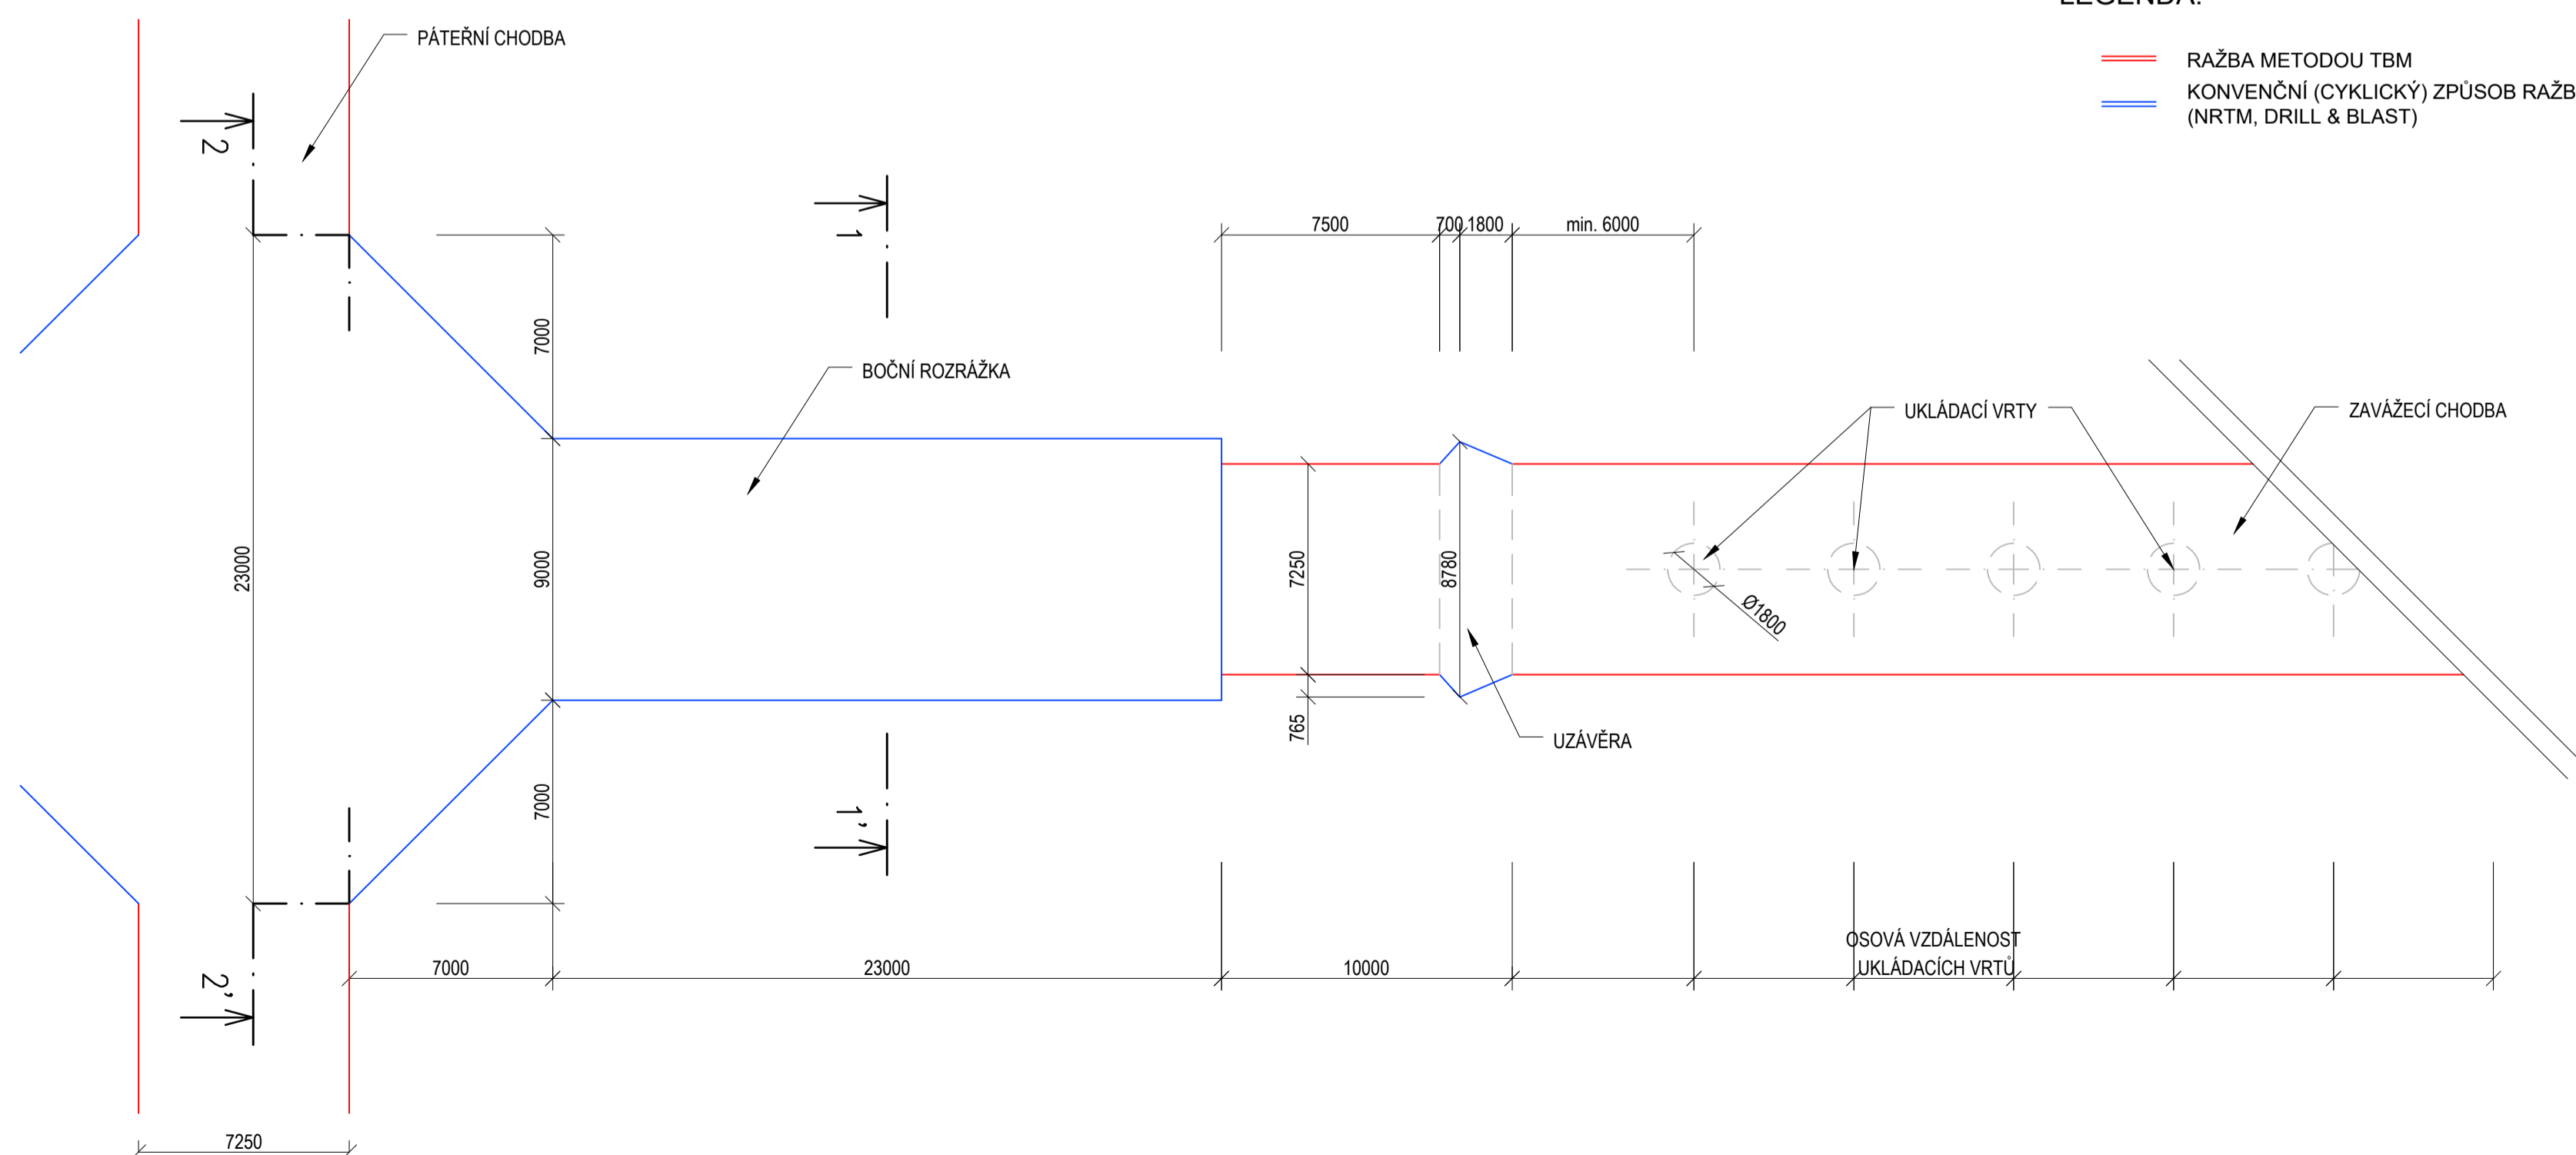 LEGENDA:
PÁTEŘNÍ CHODBA
RAŽBA METODOU TBM
KONVENČNÍ (CYKLICKÝ) ZPŮSOB RAŽB
(NRTM, DRILL & BLAST)
2
1
7500
700
1800
min. 6000
7000
BOČNÍ ROZRÁŽKA
UKLÁDACÍ VRTY
ZAVÁŽECÍ CHODBA
23000
9000
7250
8780
Ø1800
765
UZÁVĚRA
7000
1'
2'
OSOVÁ VZDÁLENOST
UKLÁDACÍCH VRTŮ
7000
23000
10000
7250